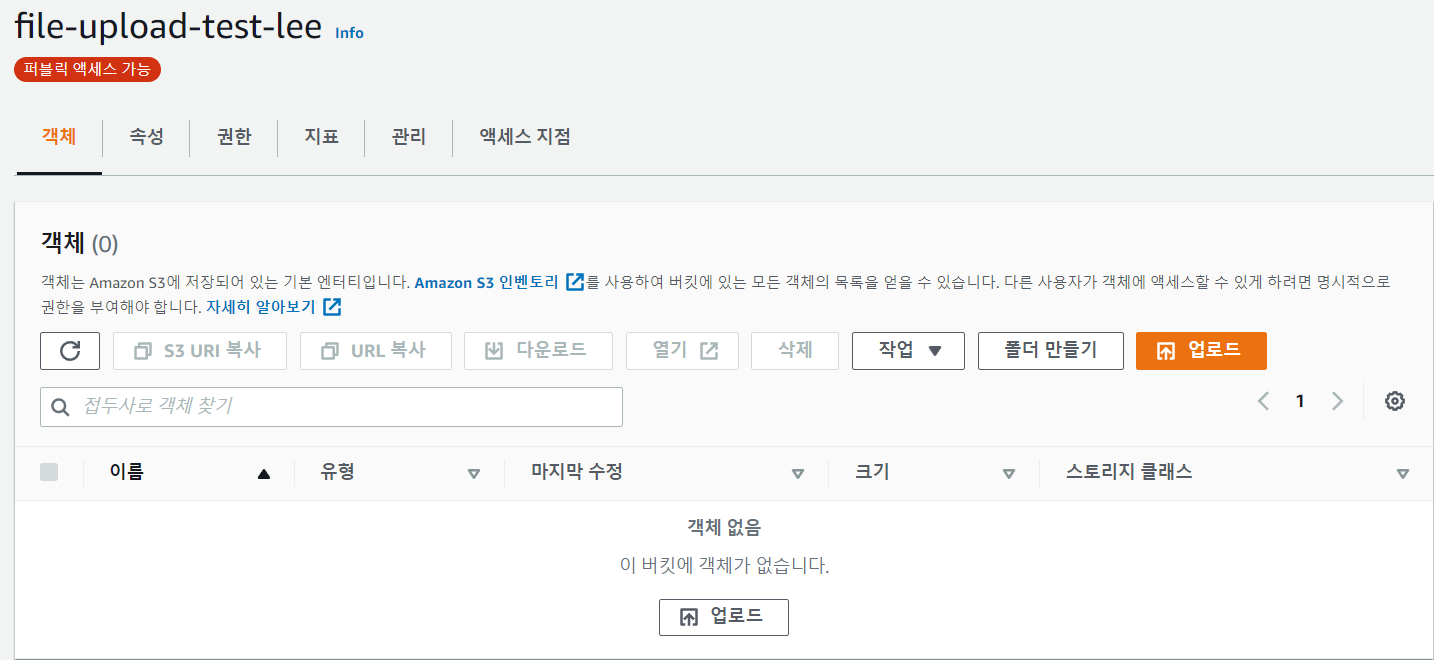 file-upload-test-lee Info
퍼블릭 액세스 가능
객체 속성 권한 지표 관리 액세스 지점
객체 (0)
객체는 Amazon S3에 저장되어 있는 기본 엔터티입니다. Amazon S3 인벤토리 를 사용하여 버킷에 있는 모든 객체의 목록을 얻을 수 있습니다. 다른 사용자가 객체에 액세스할 수 있게 하려면 명시적으로
권한을 부여해야 합니다. 자세히 알아보기
S3 URI 복사 URL 복사 다운로드 열기 삭제 작업 폴더 만들기 업로드
접두사로 객체 찾기 1
이름 유형 마지막 수정 크기 스토리지 클래스
객체 없음
이 버킷에 객체가 없습니다.
업로드